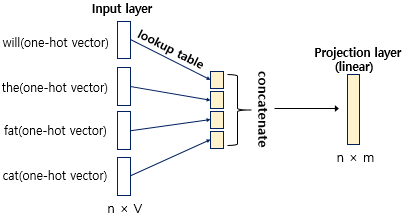 Input layer
will(one-hot vector)
the(one-hot vector)
fat(one-hot vector)
cat(one-hot vector)
n × V
lookup table
concatenate
Projection layer
(linear)
n × m